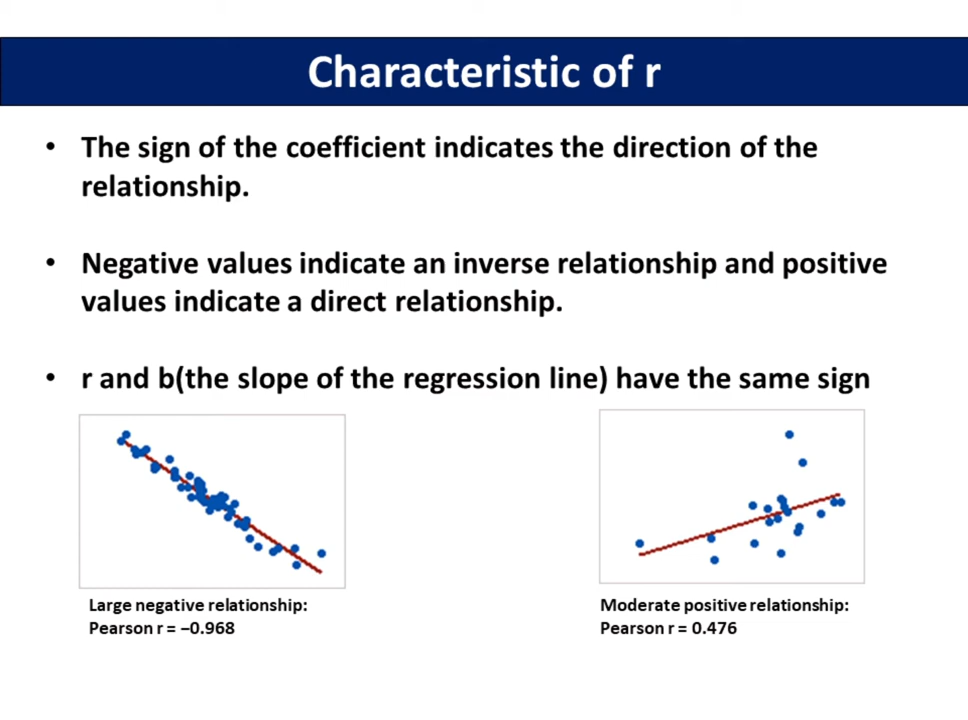 Characteristic of r
• The sign of the coefficient indicates the direction of the
relationship.
• Negative values indicate an inverse relationship and positive
values indicate a direct relationship.
• r and b(the slope of the regression line) have the same sign
Large negative relationship:
Pearson r = −0.968
Moderate positive relationship:
Pearson r = 0.476